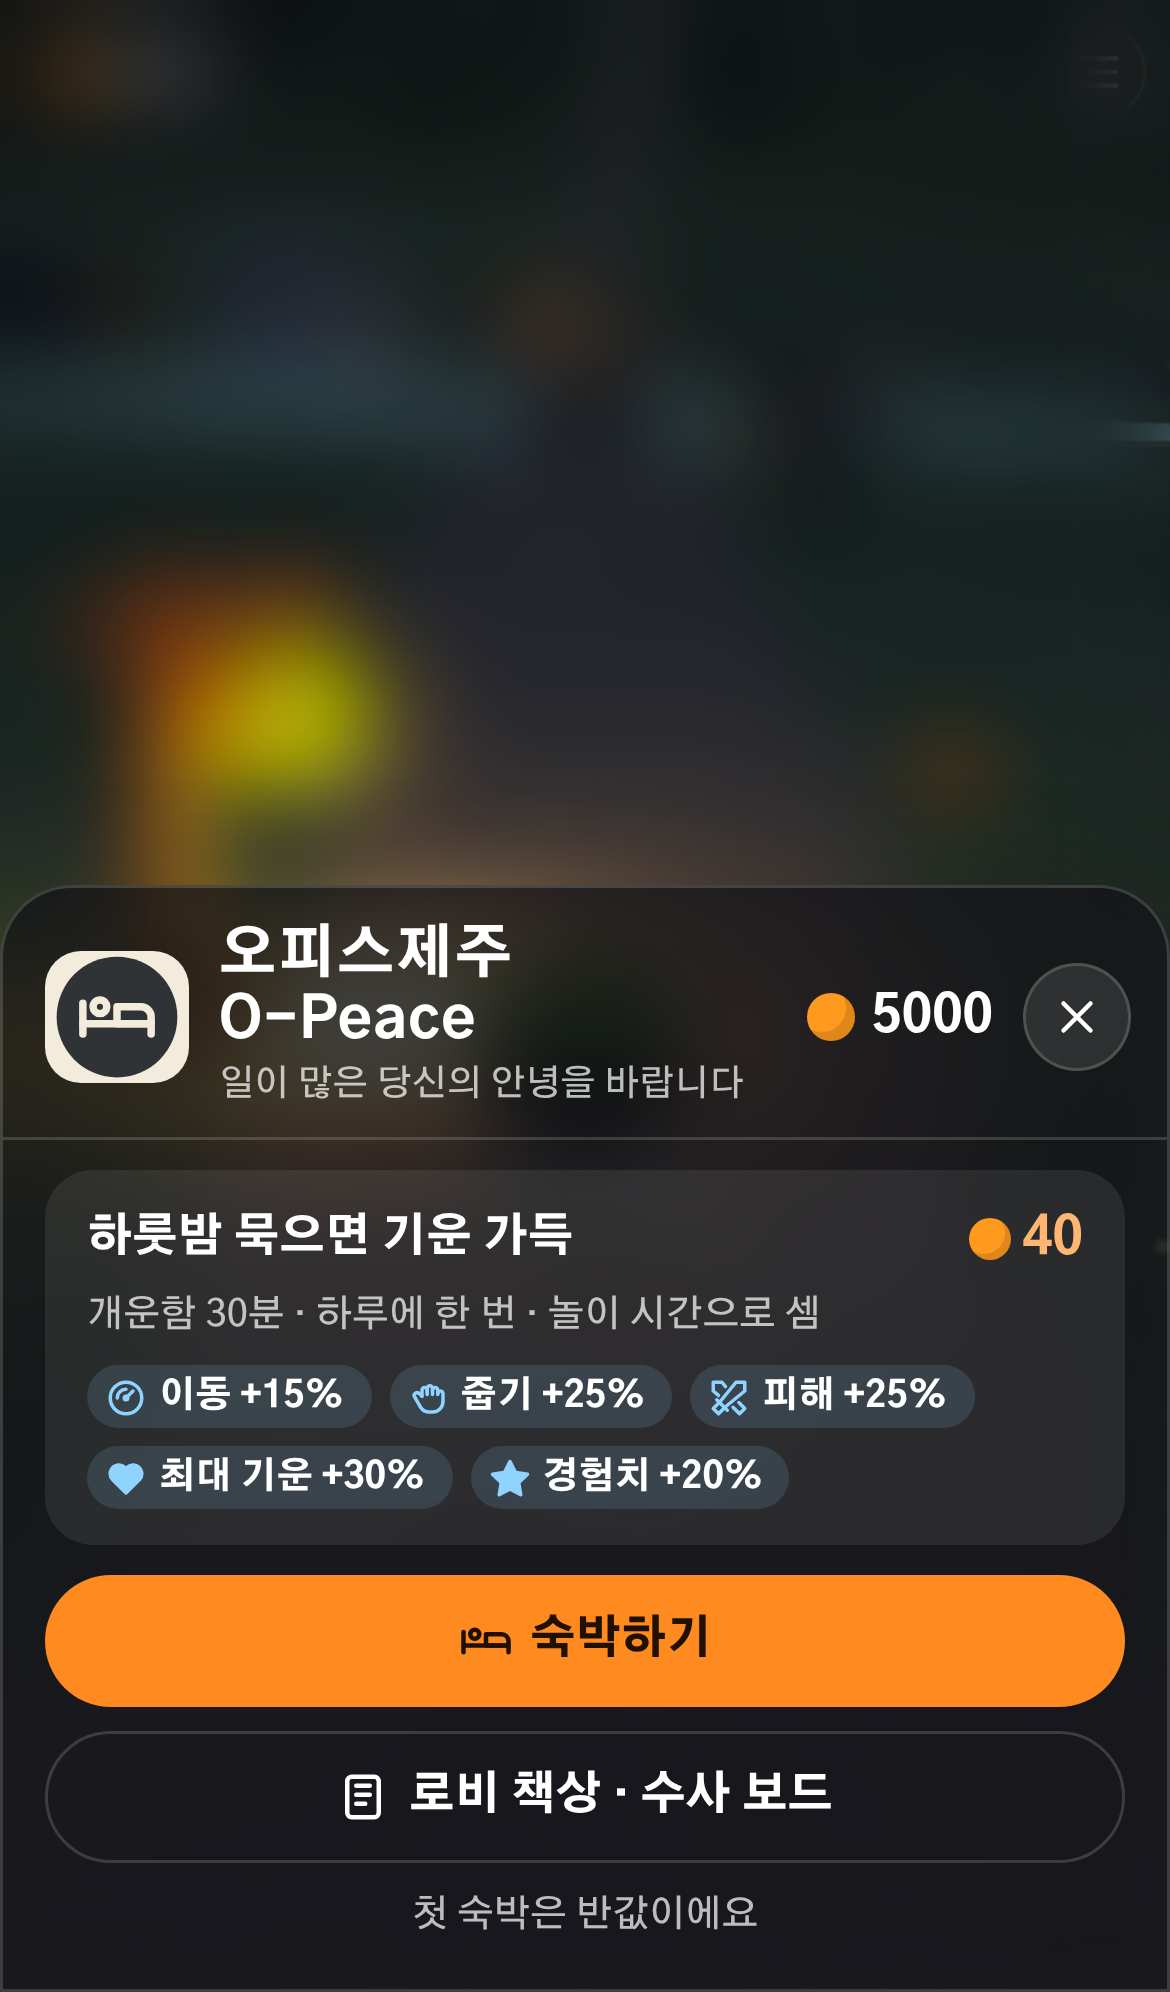 오피스제주
O-Peace
일이 많은 당신의 안녕을 바랍니다
5000
하룻밤 묵으면 기운 가득
40
개운함 30분 · 하루에 한 번 · 놀이 시간으로 셈
이동 +15%
줍기 +25%
피해 +25%
최대 기운 +30%
경험치 +20%
숙박하기
로비 책상 · 수사 보드
첫 숙박은 반값이에요